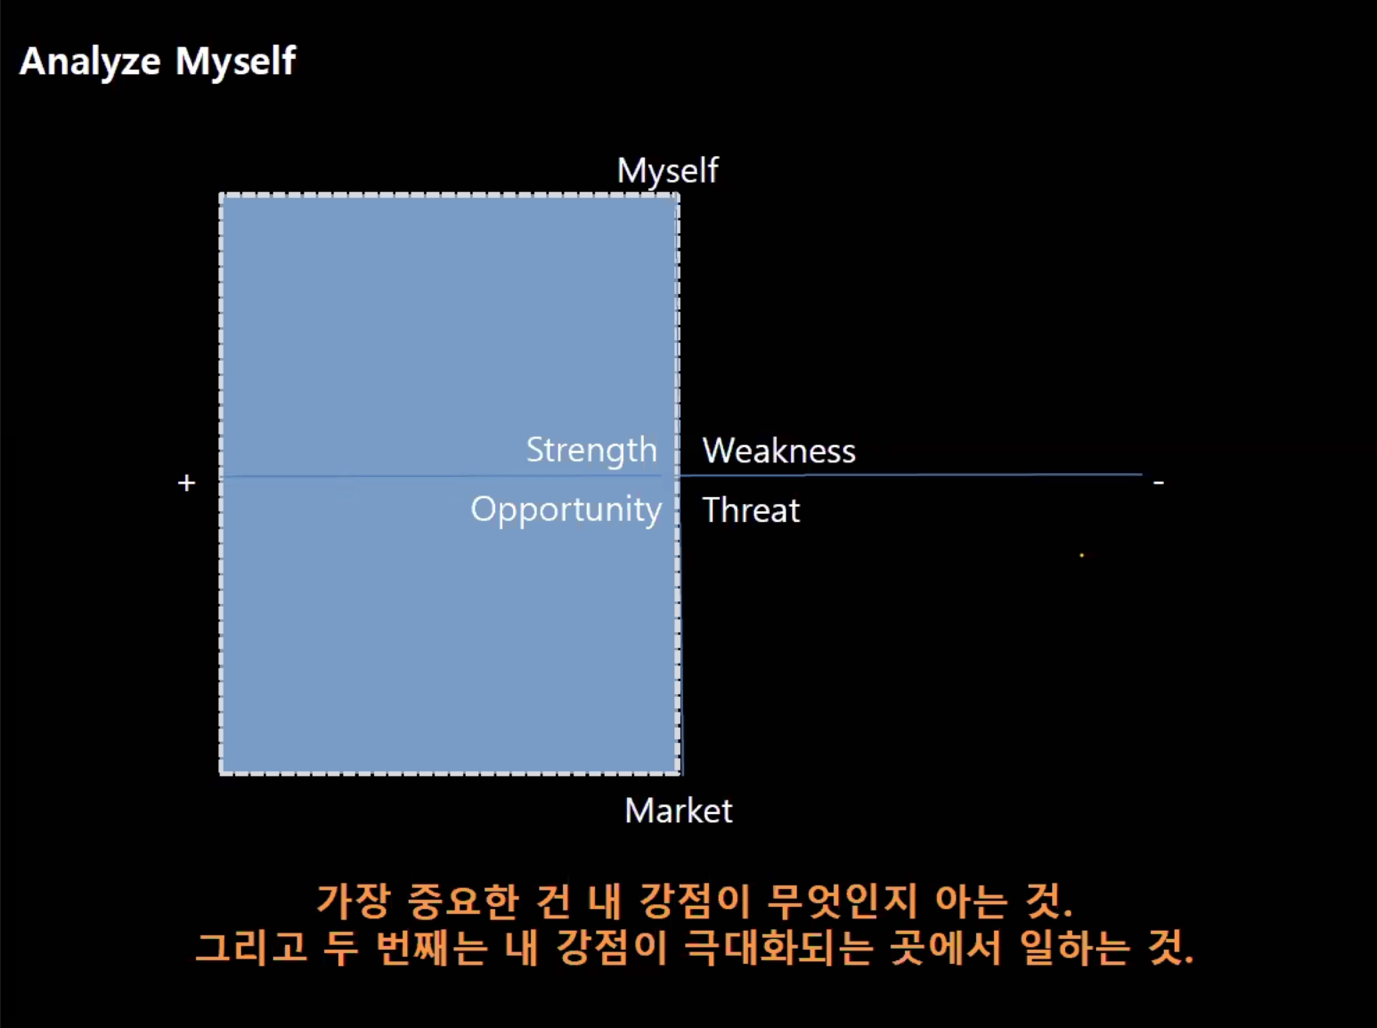 Analyze Myself
Myself
Strength
Weakness
+
-
Opportunity
Threat
Market
가장 중요한 건 내 강점이 무엇인지 아는 것.
그리고 두 번째는 내 강점이 극대화되는 곳에서 일하는 것.